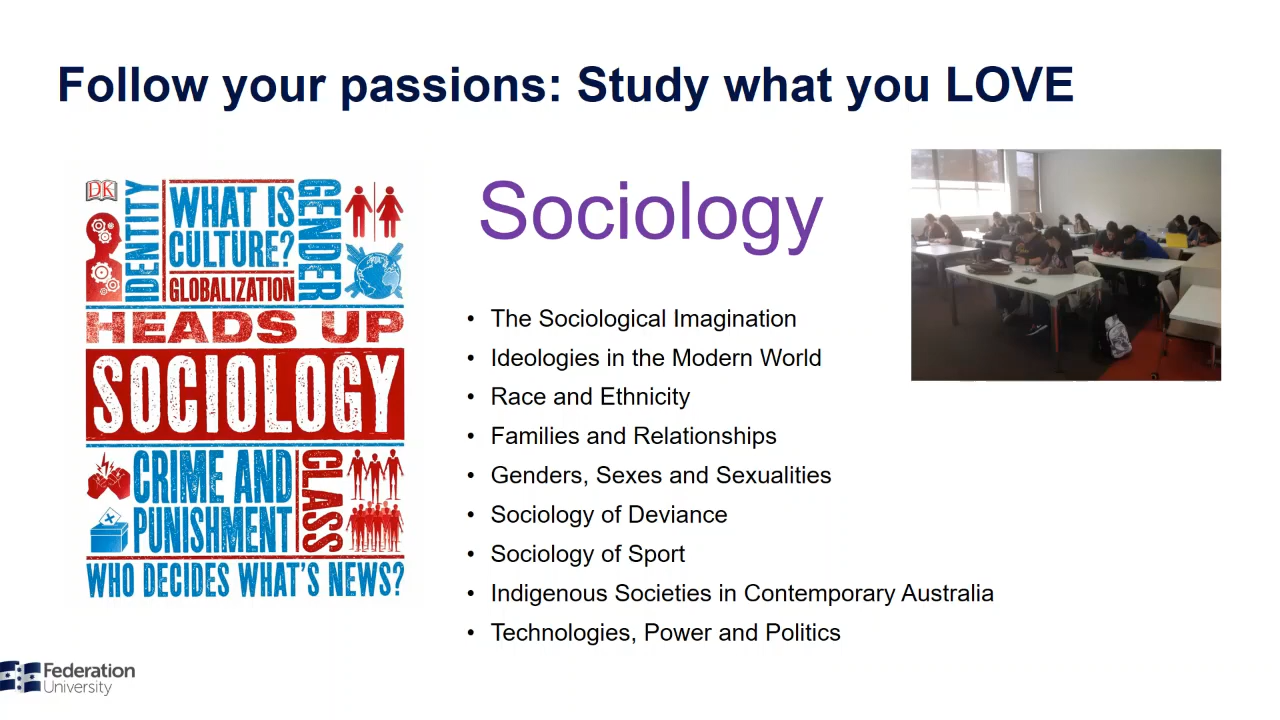 Follow your passions: Study what you LOVE
DK
IDENTITY
WHAT IS
CULTURE?
GLOBALIZATION
GENDER
HEADS UP
SOCIOLOGY
CRIME AND
PUNISHMENT
CLASS
WHO DECIDES WHAT'S NEWS?
Sociology
• The Sociological Imagination
• Ideologies in the Modern World
• Race and Ethnicity
• Families and Relationships
• Genders, Sexes and Sexualities
• Sociology of Deviance
• Sociology of Sport
• Indigenous Societies in Contemporary Australia
• Technologies, Power and Politics
Federation
University